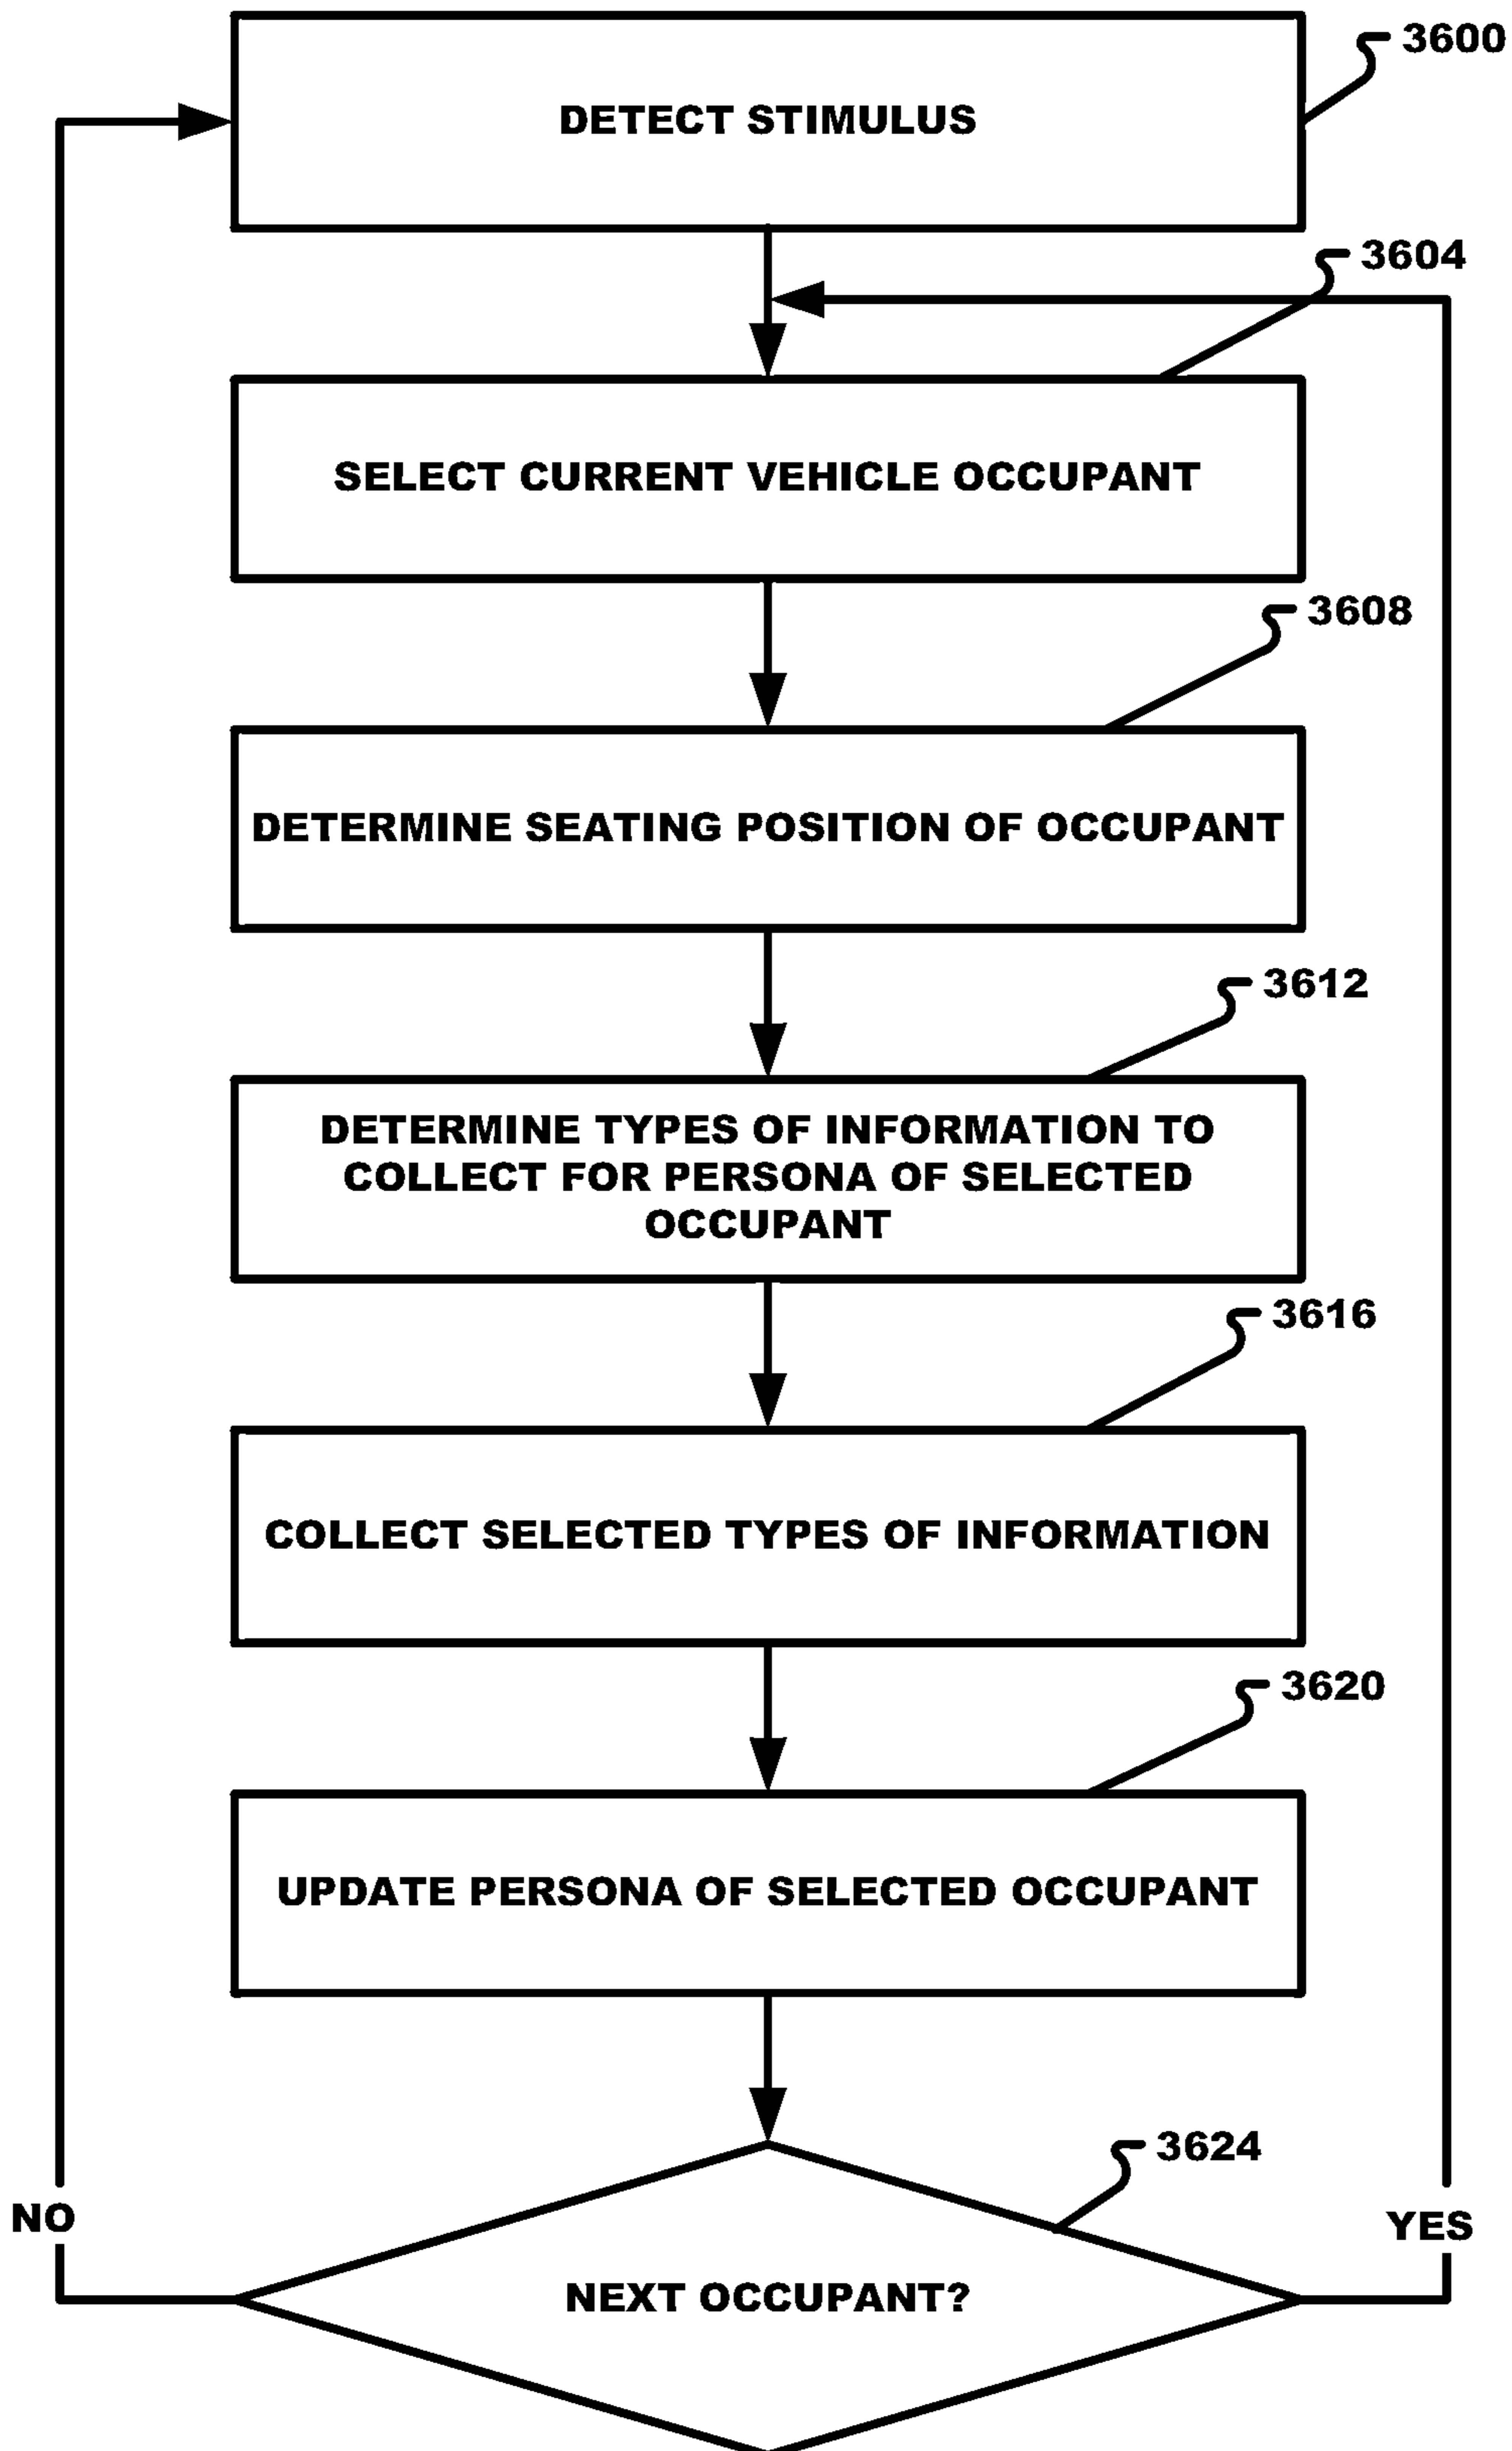 3600
DETECT STIMULUS
3604
SELECT CURRENT VEHICLE OCCUPANT
3608
DETERMINE SEATING POSITION OF OCCUPANT
3612
DETERMINE TYPES OF INFORMATION TO
COLLECT FOR PERSONA OF SELECTED
OCCUPANT
3616
COLLECT SELECTED TYPES OF INFORMATION
3620
UPDATE PERSONA OF SELECTED OCCUPANT
3624
NO
YES
NEXT OCCUPANT?